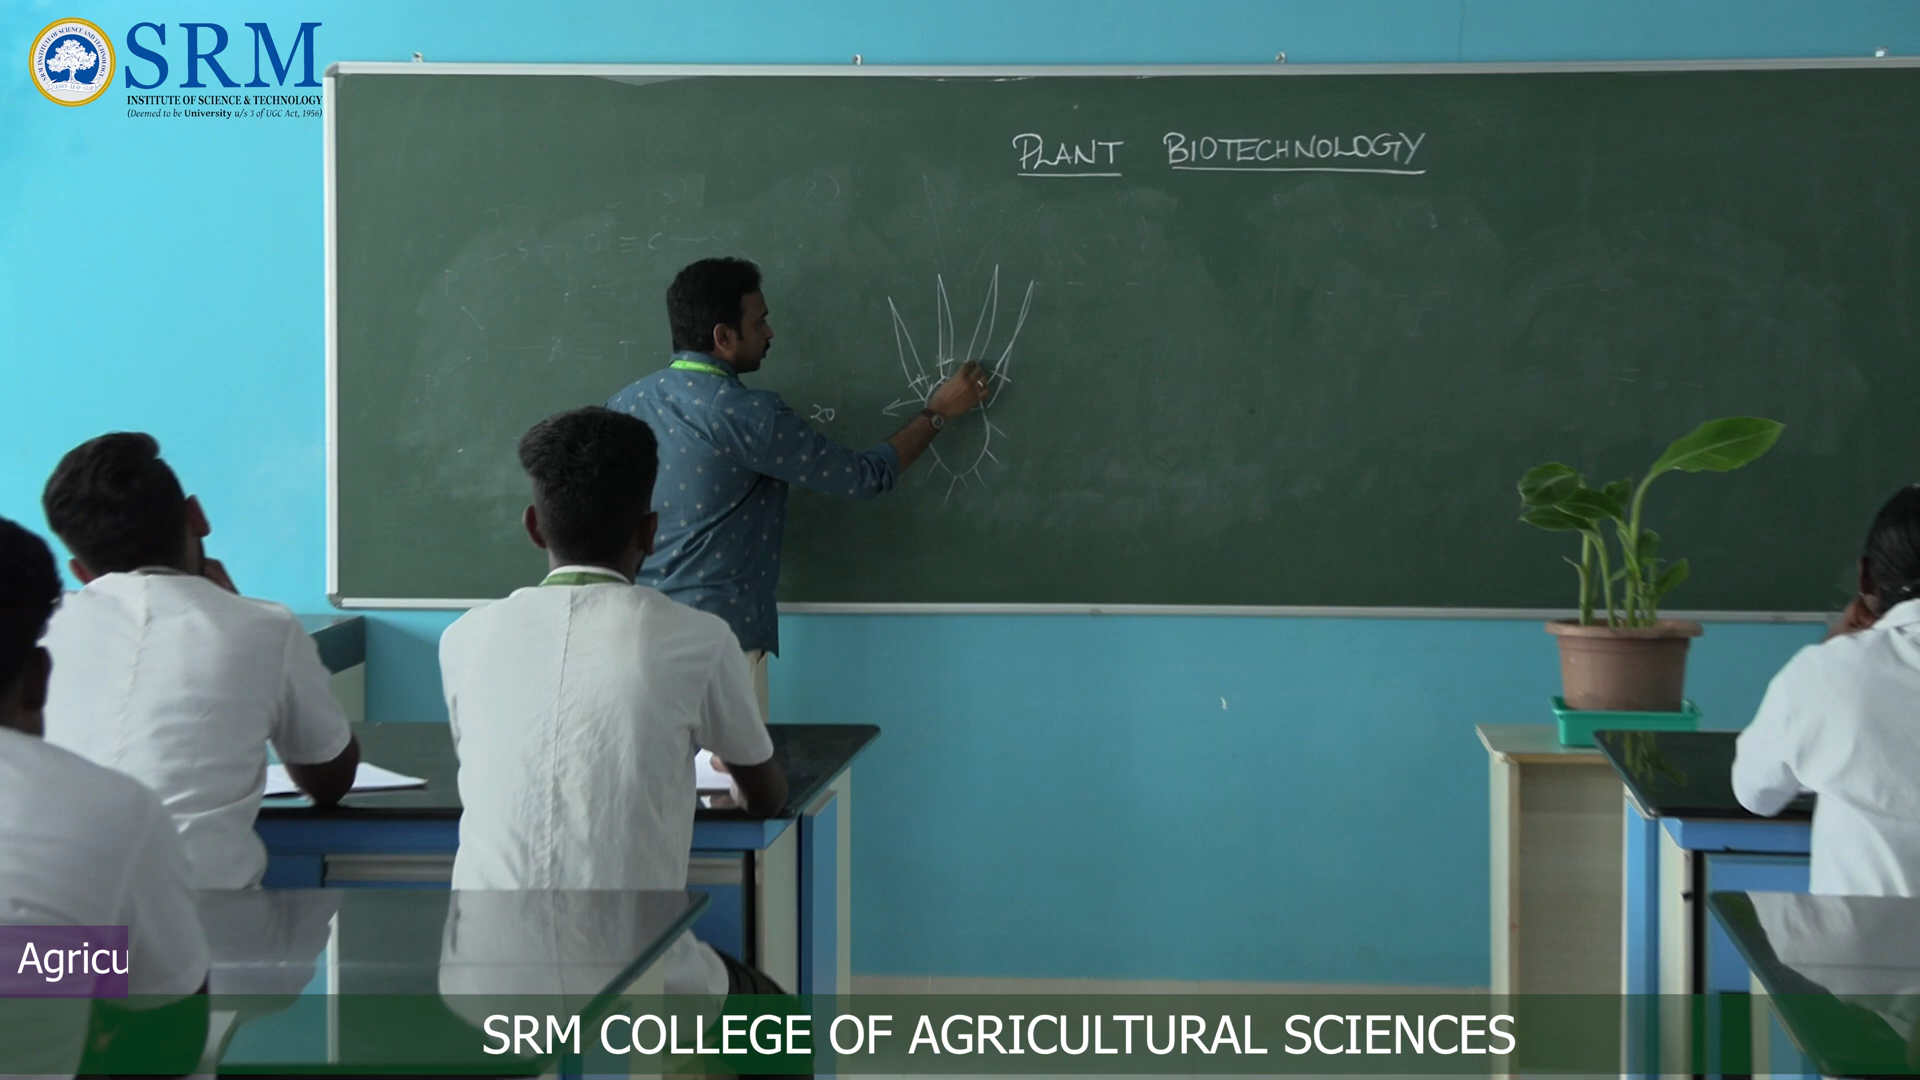 SRM
INSTITUTE OF SCIENCE & TECHNOLOGY
(Deemed to be University u/s 3 of UGC Act, 1956)
PLANT BIOTECHNOLOGY
20
Agricu
SRM COLLEGE OF AGRICULTURAL SCIENCES